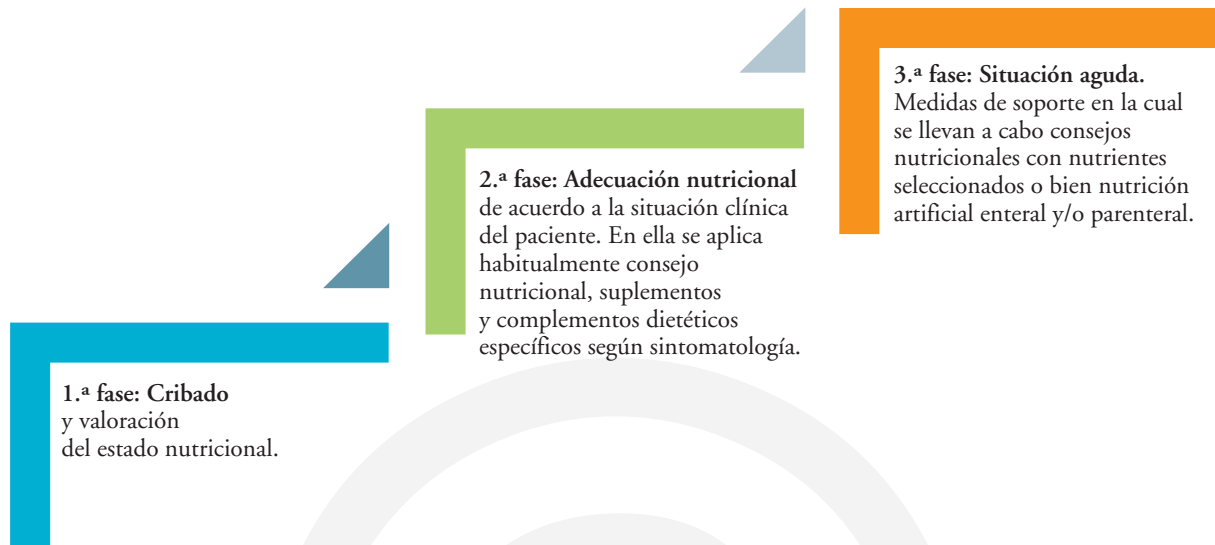 1.ª fase: Cribado
y valoración
del estado nutricional.
2.ª fase: Adecuación nutricional
de acuerdo a la situación clínica
del paciente. En ella se aplica
habitualmente consejo
nutricional, suplementos
y complementos dietéticos
específicos según sintomatología.
3.ª fase: Situación aguda.
Medidas de soporte en la cual
se llevan a cabo consejos
nutricionales con nutrientes
seleccionados o bien nutrición
artificial enteral y/o parenteral.